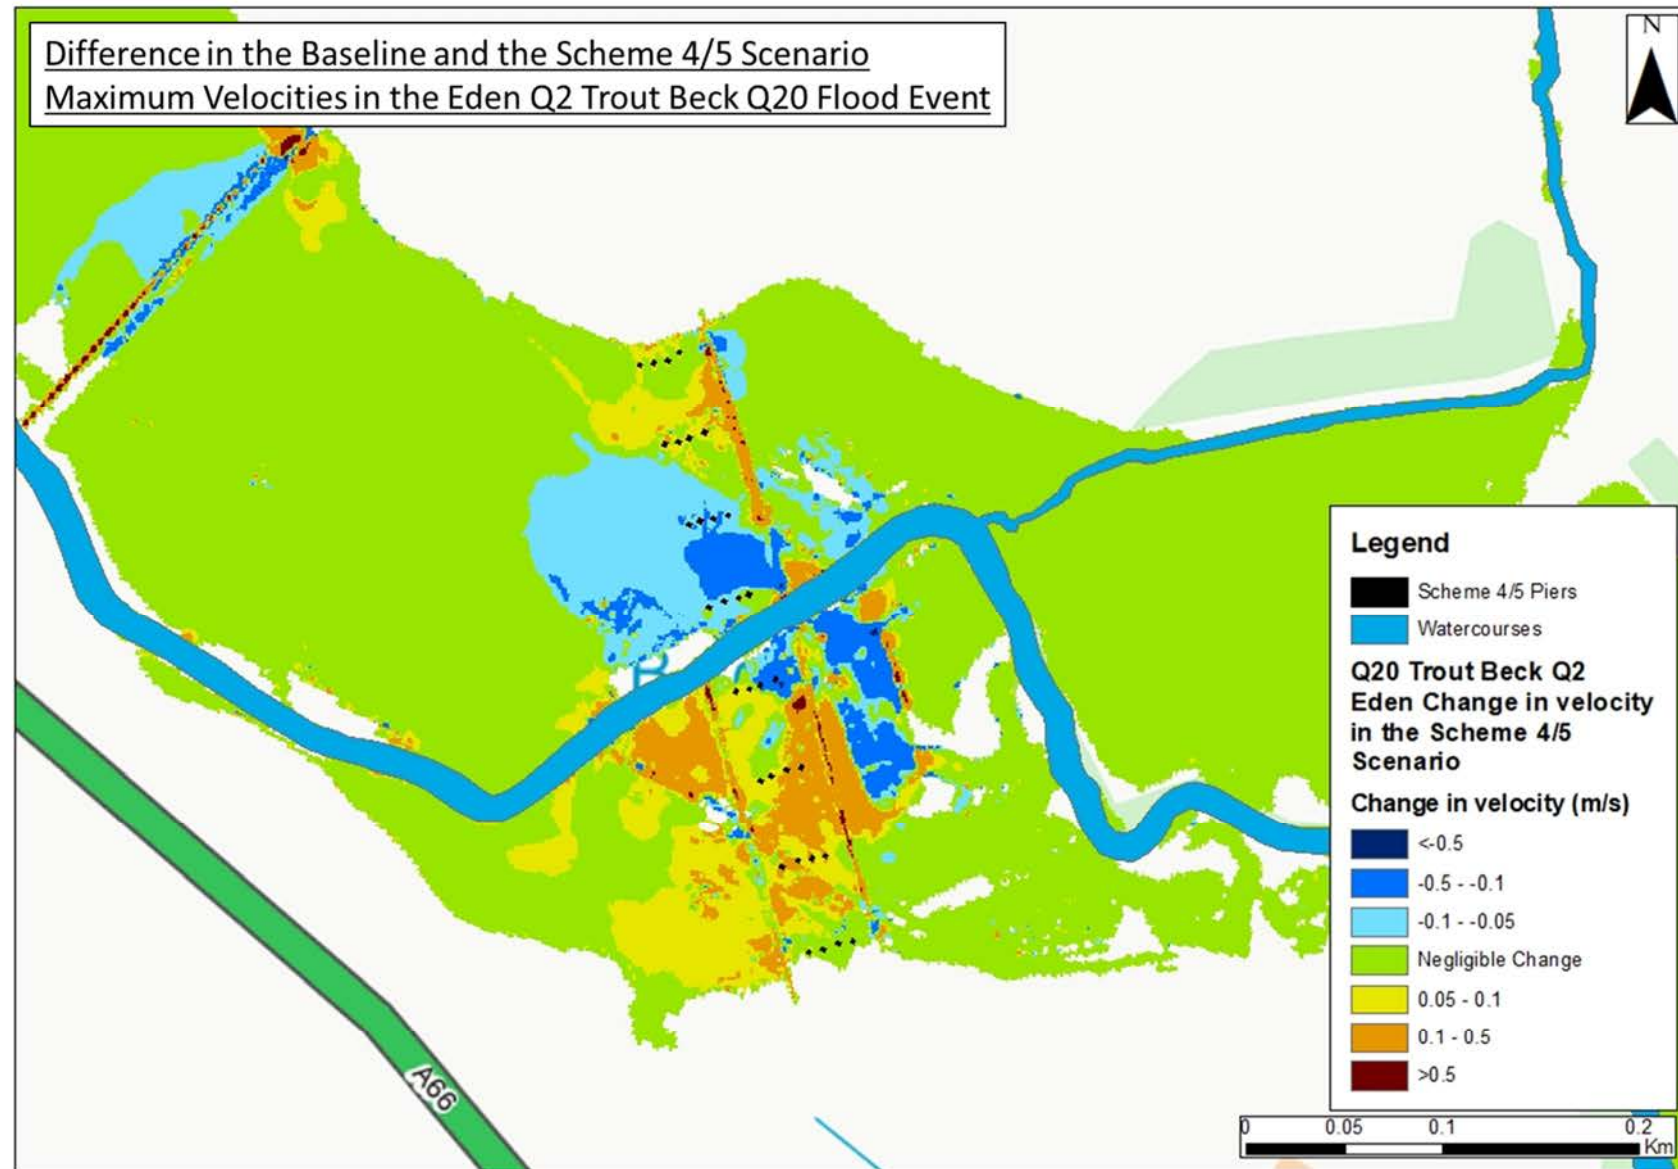 Difference in the Baseline and the Scheme 4/5 Scenario
Maximum Velocities in the Eden Q2 Trout Beck Q20 Flood Event
N
A66
Legend
Scheme 4/5 Piers
Watercourses
Q20 Trout Beck Q2
Eden Change in velocity
in the Scheme 4/5
Scenario
Change in velocity (m/s)
<-0.5
-0.5 - -0.1
-0.1 - -0.05
Negligible Change
0.05 - 0.1
0.1 - 0.5
>0.5
0 0.05 0.1 0.2
Km